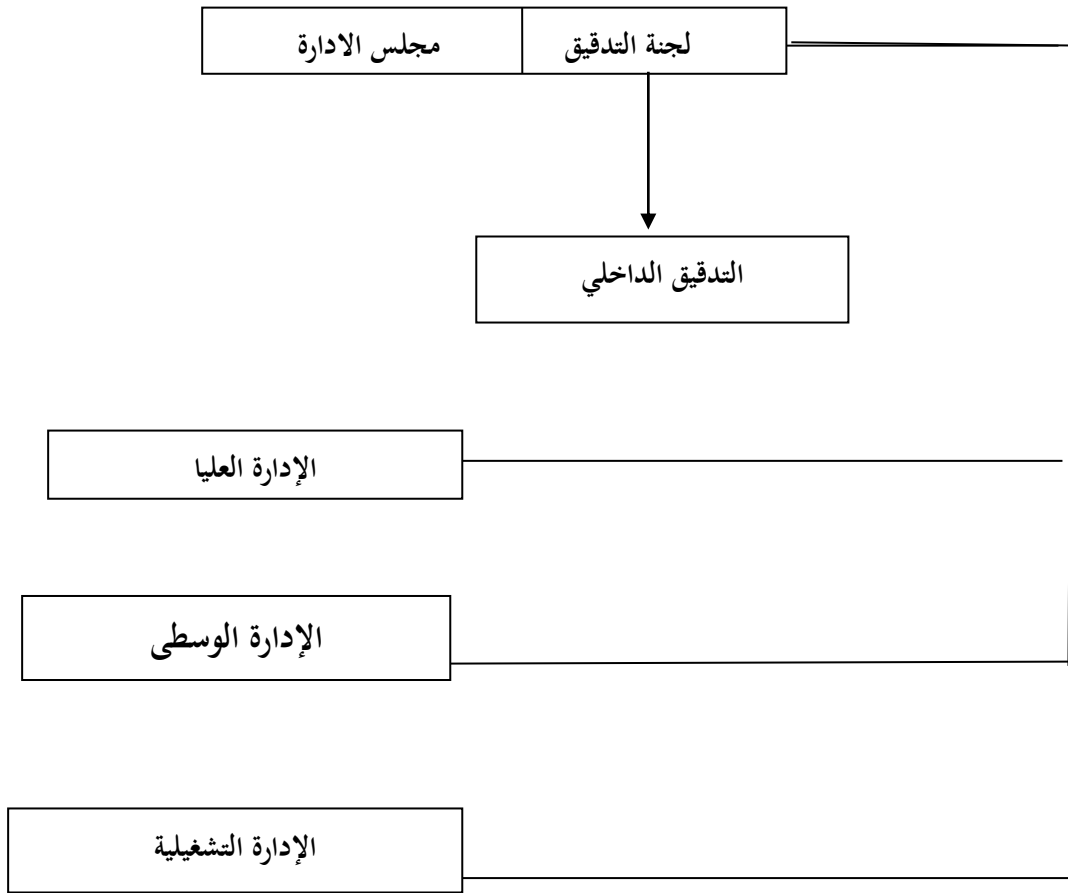 لجنة التدقيق
مجلس الادارة
التدقيق الداخلي
الإدارة العليا
الإدارة الوسطى
الإدارة التشغيلية